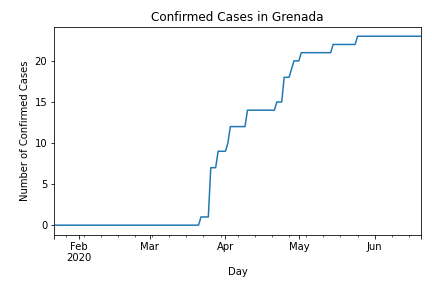 Confirmed Cases in Grenada
Number of Confirmed Cases
20
15
10
5
0
Feb Mar Apr May Jun
2020
Day